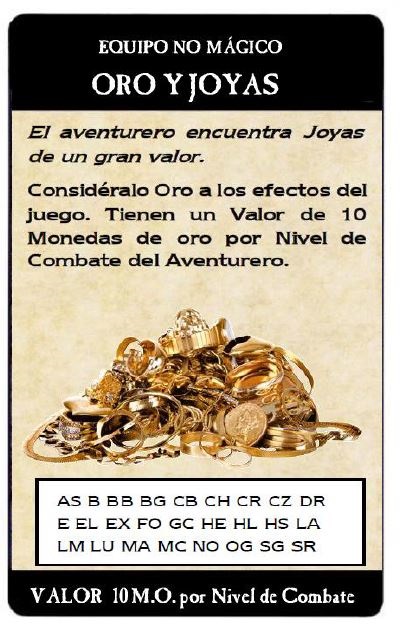 EQUIPO NO MÁGICO
ORO Y JOYAS
El aventurero encuentra Joyas
de un gran valor.
Considéralo Oro a los efectos del
juego. Tienen un Valor de 10
Monedas de oro por Nivel de
Combate del Aventurero.
AS B BB BG CB CH CR CZ DR
E EL EX FO GC HE HL HS LA
LM LU MA MC NO OG SG SR
VALOR 10 M.O. por Nivel de Combate